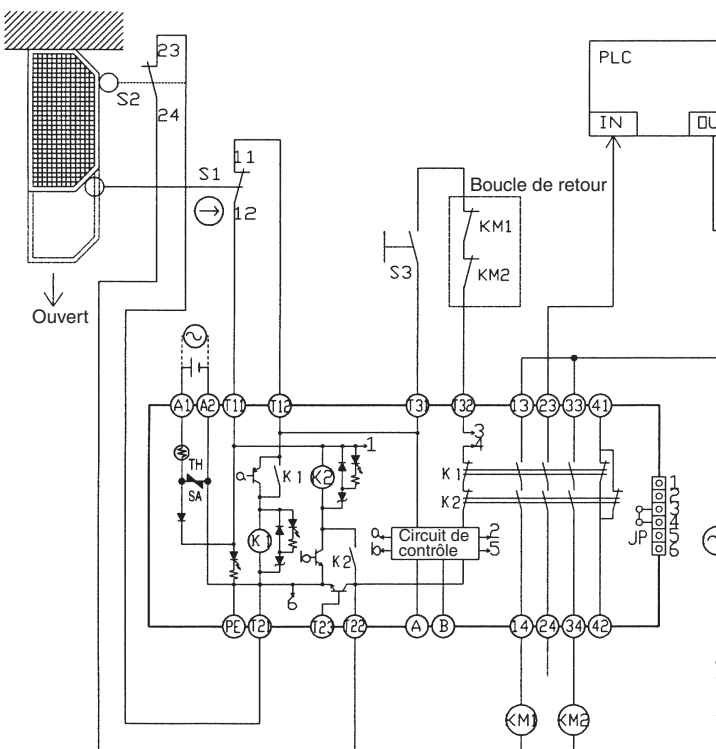 23
S2
24
PLC
IN
OU
11
S1
12
Boucle de retour
KM1
S3
KM2
Ouvert
A1
A2
T11
T12
T31
T32
13
23
33
41
TH
SA
a
K1
K2
1
3
4
K1
K2
K1
b
K2
a
b
Circuit de
contrôle
2
5
6
JP
1
2
3
4
5
6
PE
T21
T23
T22
A
B
14
24
34
42
KM1
KM2